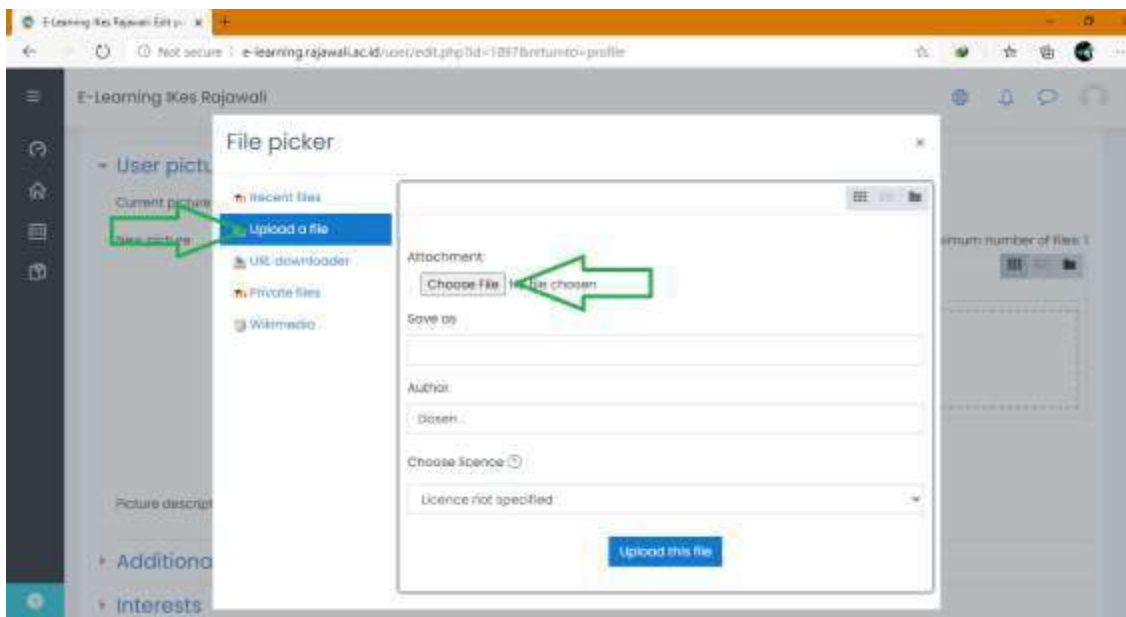 E-Learning IKes Rajawali: Edit p
Not secure | e-learning.rajawali.ac.id/user/edit.php?id=1897&returnto=profile
E-Learning IKes Rajawali
File picker
User pictu
Recent files
Current picture
Upload a file
New picture
imum number of files: 1
URL downloader
Attachment
Choose File
file chosen
Private files
Wikimedia
Save as
Author
Dosen
Choose licence
Licence not specified
Picture descript
Upload this file
Additiona
Interests